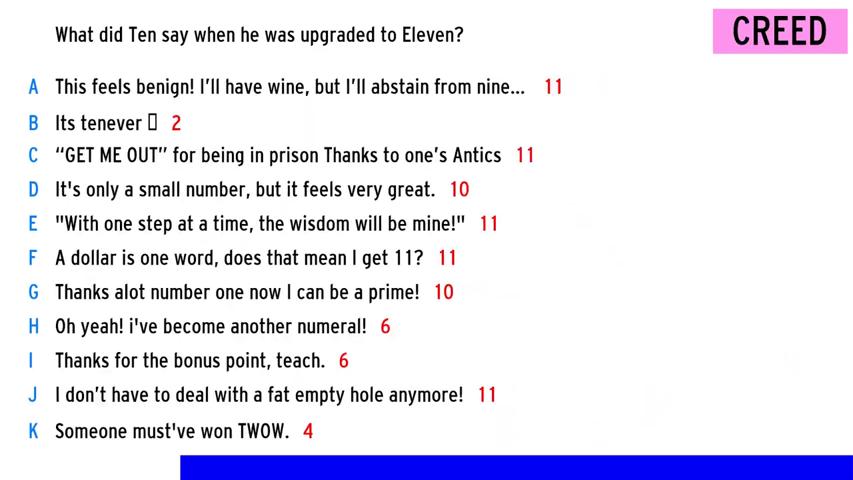 What did Ten say when he was upgraded to Eleven?
CREED
A This feels benign! I'll have wine, but I'll abstain from nine... 11
B Its tenever ▯ 2
C “GET ME OUT” for being in prison Thanks to one’s Antics 11
D It's only a small number, but it feels very great. 10
E "With one step at a time, the wisdom will be mine!" 11
F A dollar is one word, does that mean I get 11? 11
G Thanks alot number one now I can be a prime! 10
H Oh yeah! i've become another numeral! 6
I Thanks for the bonus point, teach. 6
J I don’t have to deal with a fat empty hole anymore! 11
K Someone must've won TWOW. 4